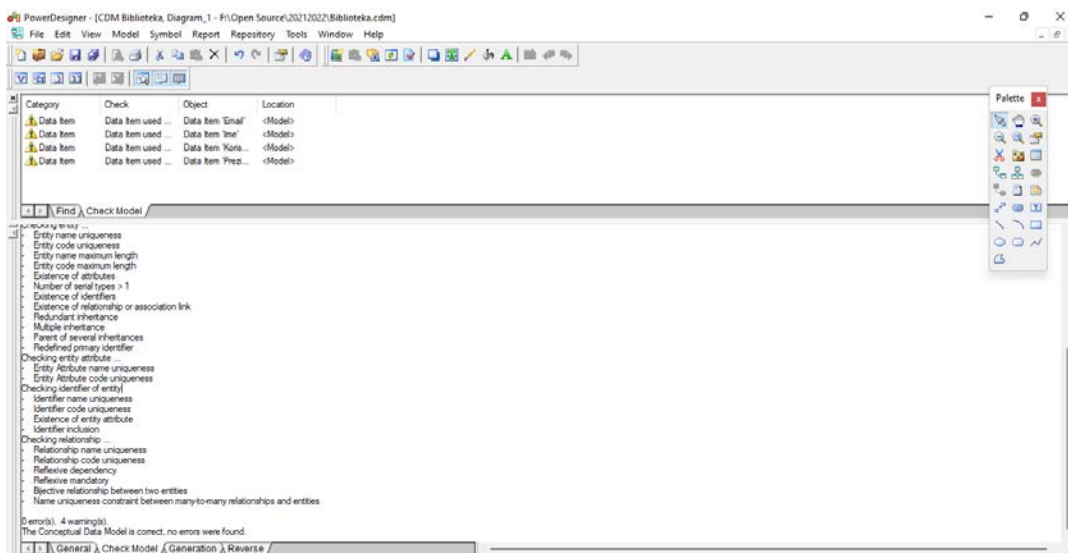 PowerDesigner - [CDM Biblioteka, Diagram_1 - F:\Open Source\20212022\Biblioteka.cdm]
File Edit View Model Symbol Report Repository Tools Window Help
Palette
Category Check Object Location
Data Item Data Item used ... Data Item 'Email' <Model>
Data Item Data Item used ... Data Item 'Ime' <Model>
Data Item Data Item used ... Data Item 'Koris... <Model>
Data Item Data Item used ... Data Item 'Prezi... <Model>
Find Check Model
Checking entity ...
- Entity name uniqueness
- Entity code uniqueness
- Entity name maximum length
- Entity code maximum length
- Existence of attributes
- Number of serial types > 1
- Existence of identifiers
- Existence of relationship or association link
- Redundant inheritance
- Multiple inheritance
- Parent of several inheritances
- Redefined primary identifier
Checking entity attribute ...
- Entity Attribute name uniqueness
- Entity Attribute code uniqueness
Checking identifier of entity
- Identifier name uniqueness
- Identifier code uniqueness
- Existence of entity attribute
- Identifier inclusion
Checking relationship ...
- Relationship name uniqueness
- Relationship code uniqueness
- Reflexive dependency
- Reflexive mandatory
- Bijective relationship between two entities
- Name uniqueness constraint between many-to-many relationships and entities
0 error(s). 4 warning(s).
The Conceptual Data Model is correct, no errors were found.
General Check Model Generation Reverse